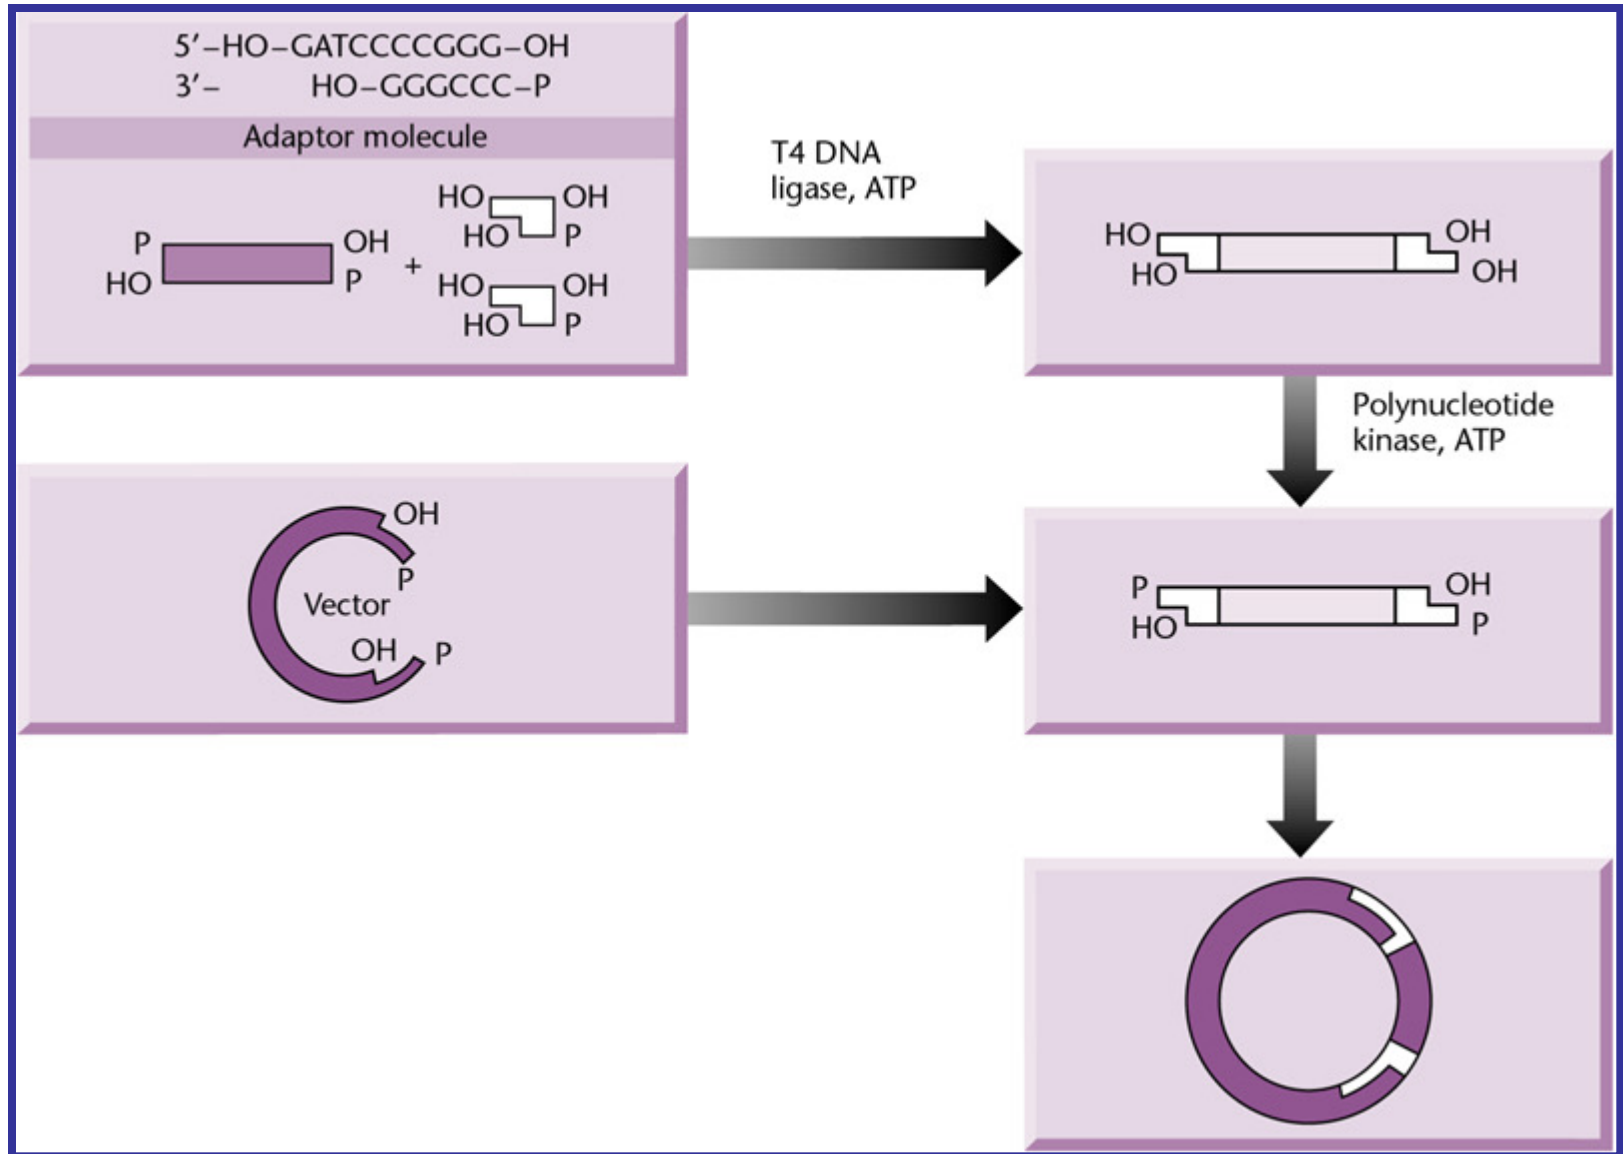 5′–HO–GATCCCCGGG–OH
3′– HO–GGGCCC–P
Adaptor molecule
P
HO
OH
P
+
HO
OH
HO
P
HO
OH
HO
P
T4 DNA
ligase, ATP
HO
HO
OH
OH
Polynucleotide
kinase, ATP
OH
P
Vector
OH
P
P
HO
OH
P